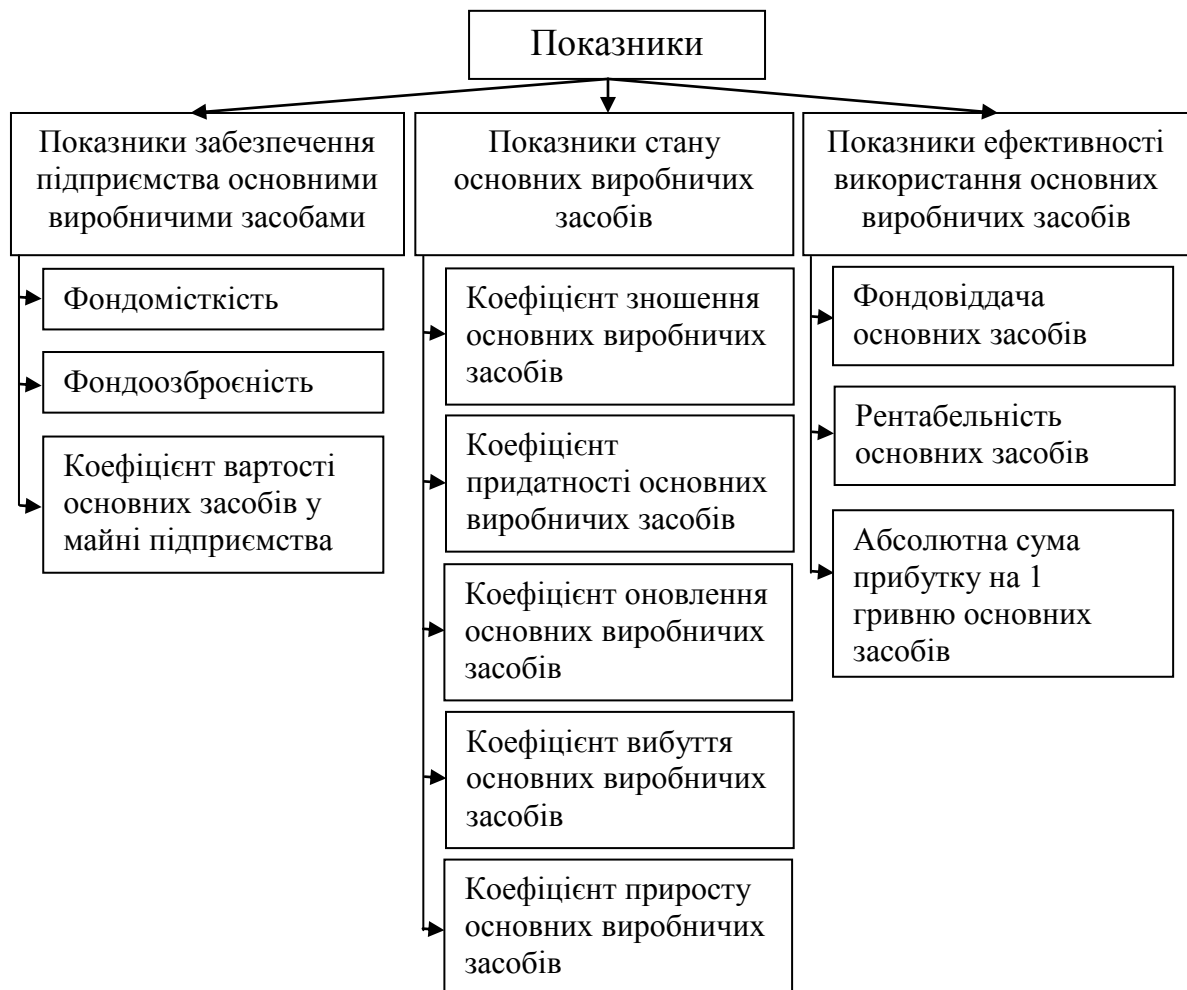 Показники
Показники забезпечення
підприємства основними
виробничими засобами
Фондомісткість
Фондоозброєність
Коефіцієнт вартості
основних засобів у
майні підприємства
Показники стану
основних виробничих
засобів
Коефіцієнт зношення
основних виробничих
засобів
Коефіцієнт
придатності основних
виробничих засобів
Коефіцієнт оновлення
основних виробничих
засобів
Коефіцієнт вибуття
основних виробничих
засобів
Коефіцієнт приросту
основних виробничих
засобів
Показники ефективності
використання основних
виробничих засобів
Фондовіддача
основних засобів
Рентабельність
основних засобів
Абсолютна сума
прибутку на 1
гривню основних
засобів